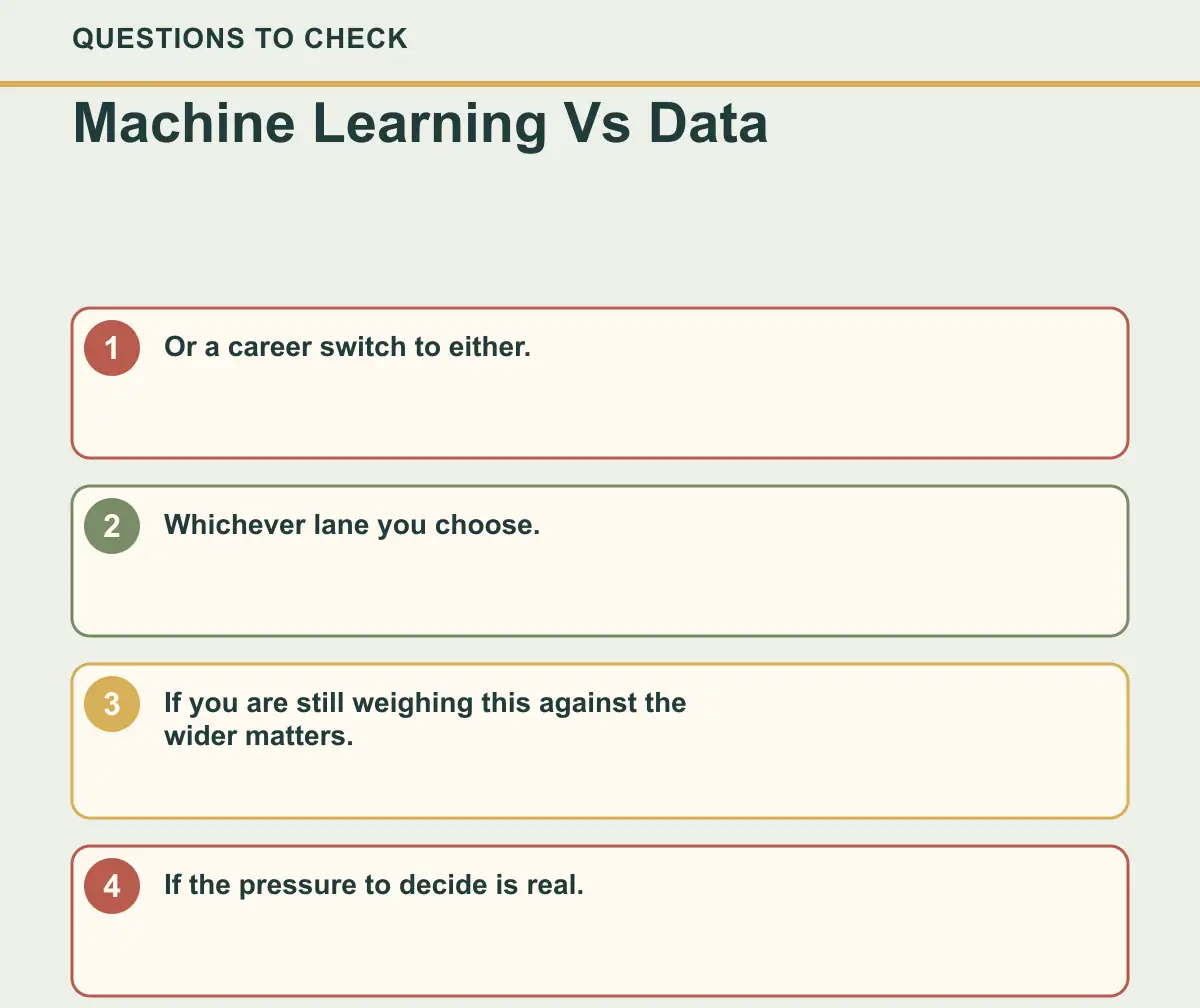 QUESTIONS TO CHECK
Machine Learning Vs Data
1
Or a career switch to either.
2
Whichever lane you choose.
3
If you are still weighing this against the
wider matters.
4
If the pressure to decide is real.